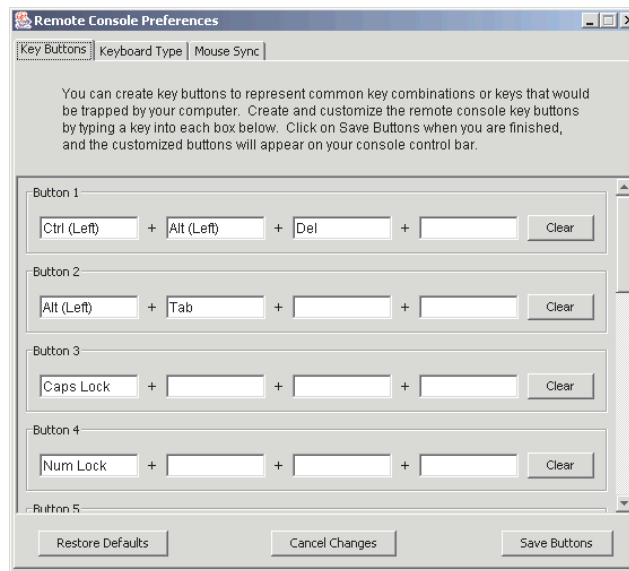 Remote Console Preferences
Key Buttons Keyboard Type Mouse Sync
You can create key buttons to represent common key combinations or keys that would
be trapped by your computer. Create and customize the remote console key buttons
by typing a key into each box below. Click on Save Buttons when you are finished,
and the customized buttons will appear on your console control bar.
Button 1
Ctrl (Left) + Alt (Left) + Del + Clear
Button 2
Alt (Left) + Tab + + Clear
Button 3
Caps Lock + + + Clear
Button 4
Num Lock + + + Clear
Button 5
Restore Defaults Cancel Changes Save Buttons